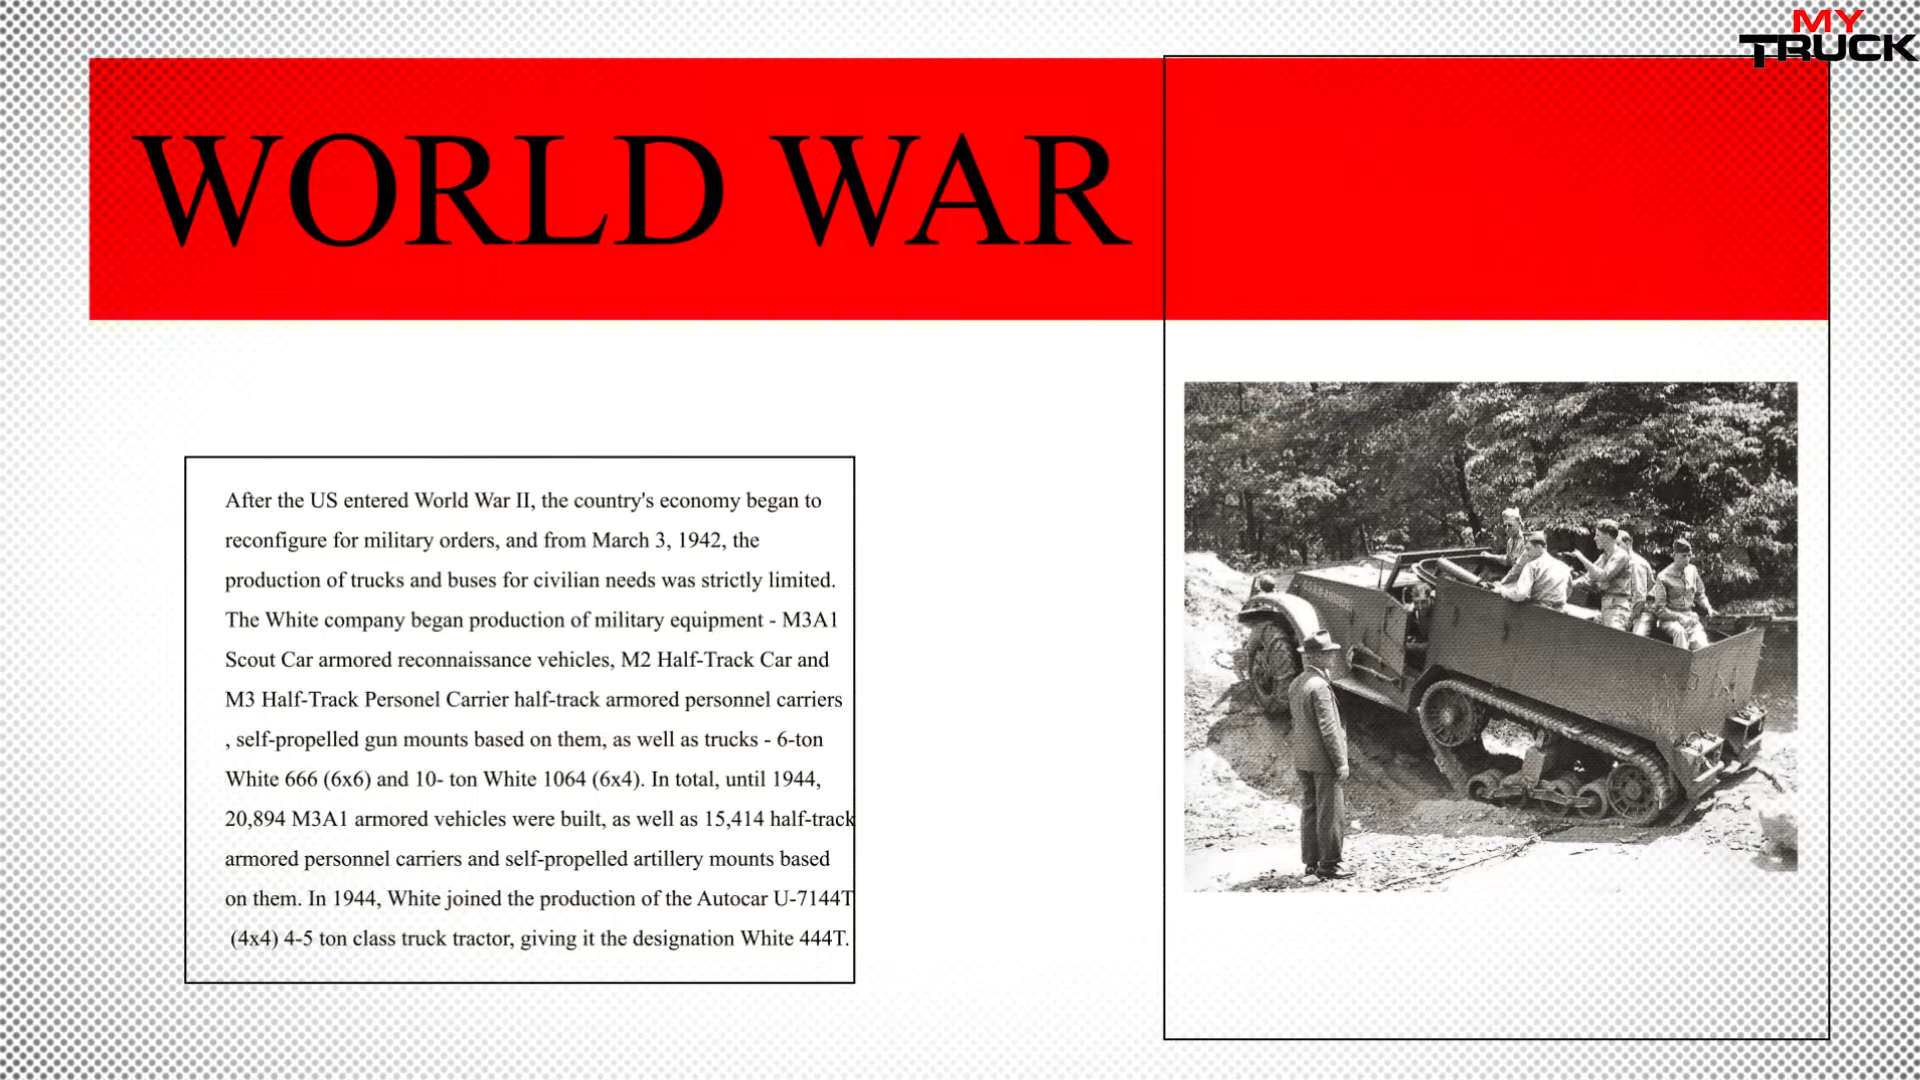 MY
TRUCK
WORLD WAR
After the US entered World War II, the country's economy began to
reconfigure for military orders, and from March 3, 1942, the
production of trucks and buses for civilian needs was strictly limited.
The White company began production of military equipment - M3A1
Scout Car armored reconnaissance vehicles, M2 Half-Track Car and
M3 Half-Track Personel Carrier half-track armored personnel carriers
, self-propelled gun mounts based on them, as well as trucks - 6-ton
White 666 (6x6) and 10- ton White 1064 (6x4). In total, until 1944,
20,894 M3A1 armored vehicles were built, as well as 15,414 half-track
armored personnel carriers and self-propelled artillery mounts based
on them. In 1944, White joined the production of the Autocar U-7144T
(4x4) 4-5 ton class truck tractor, giving it the designation White 444T.